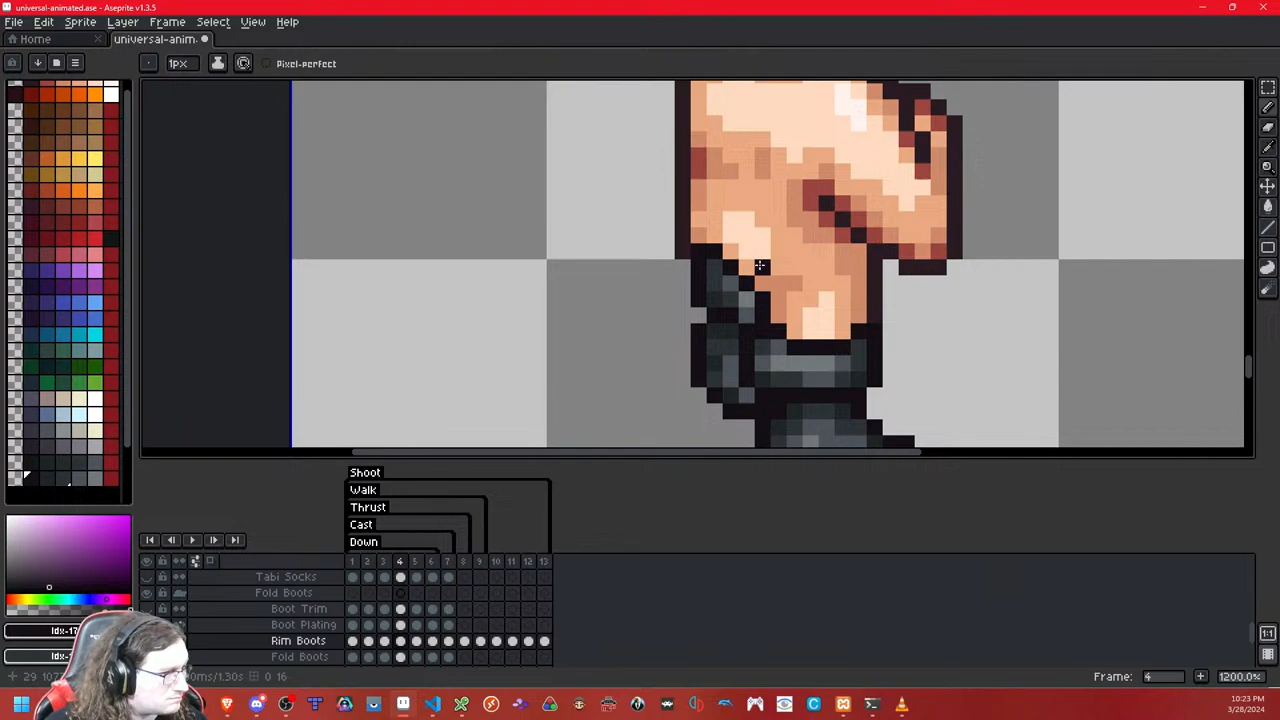 universal-animated.ase - Aseprite v1.3.5
File Edit Sprite Layer Frame Select View Help
Home universal-anim.
1px Pixel-perfect
Shoot
Walk
Thrust
Cast
Down
1 2 3 4 5 6 7 8 9 10 11 12 13
Tabi Socks
Fold Boots
Boot Trim
Boot Plating
Rim Boots
Fold Boots
Frame: 4 1:1 1200.0%
10:23 PM
3/28/2024